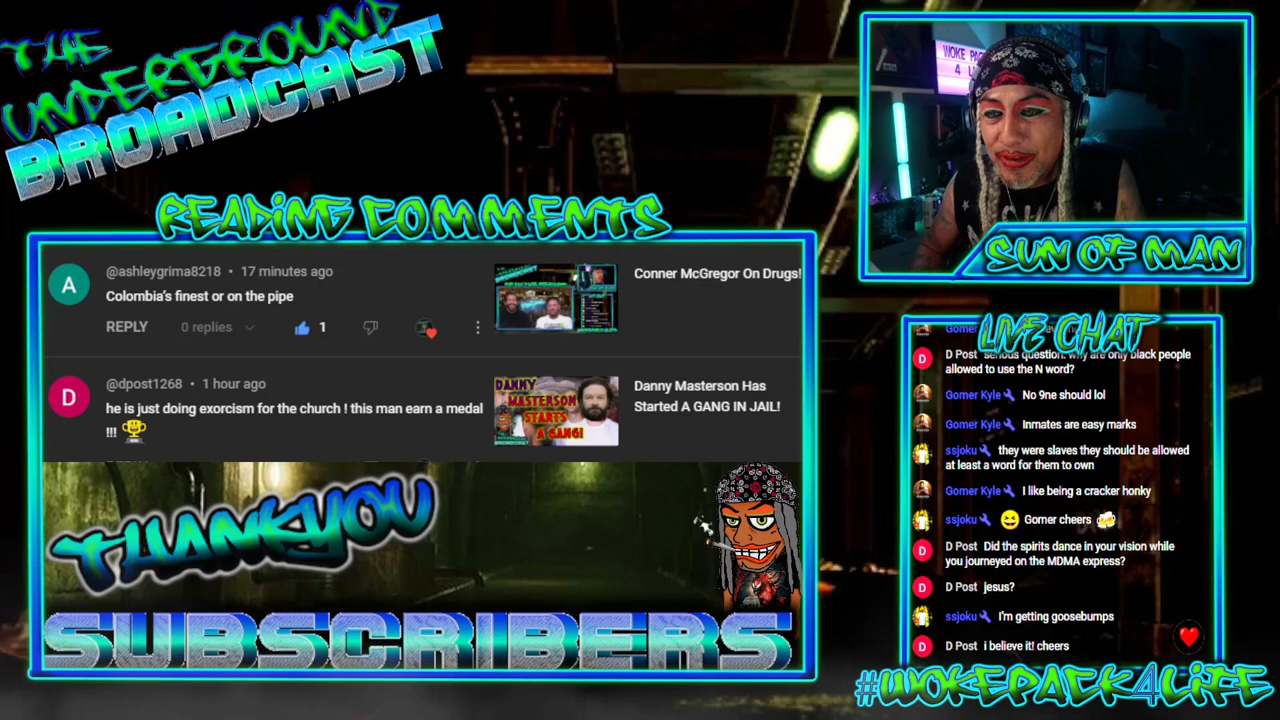 THE
UNDERGROUND
BROADCAST
READING COMMENTS
A
@ashleygrima8218 • 17 minutes ago
Colombia's finest or on the pipe
REPLY 0 replies 1
Conner McGregor On Drugs!
D
@dpost1268 • 1 hour ago
he is just doing exorcism for the church ! this man earn a medal
!!! 🏆
DANNY
MASTERSON
STARTS
A GANG!
Danny Masterson Has
Started A GANG IN JAIL!
THANKYOU
SUBSCRIBERS
WOKE PA
4 L
SUN OF MAN
LIVE CHAT
Gomer
D Post serious question. why are only black people
allowed to use the N word?
Gomer Kyle No 9ne should lol
Gomer Kyle Inmates are easy marks
ssjoku they were slaves they should be allowed
at least a word for them to own
Gomer Kyle I like being a cracker honky
ssjoku 😆 Gomer cheers 🍻
D Post Did the spirits dance in your vision while
you journeyed on the MDMA express?
D Post jesus?
ssjoku I'm getting goosebumps
D Post i believe it! cheers
#WOKEPACK4LIFE